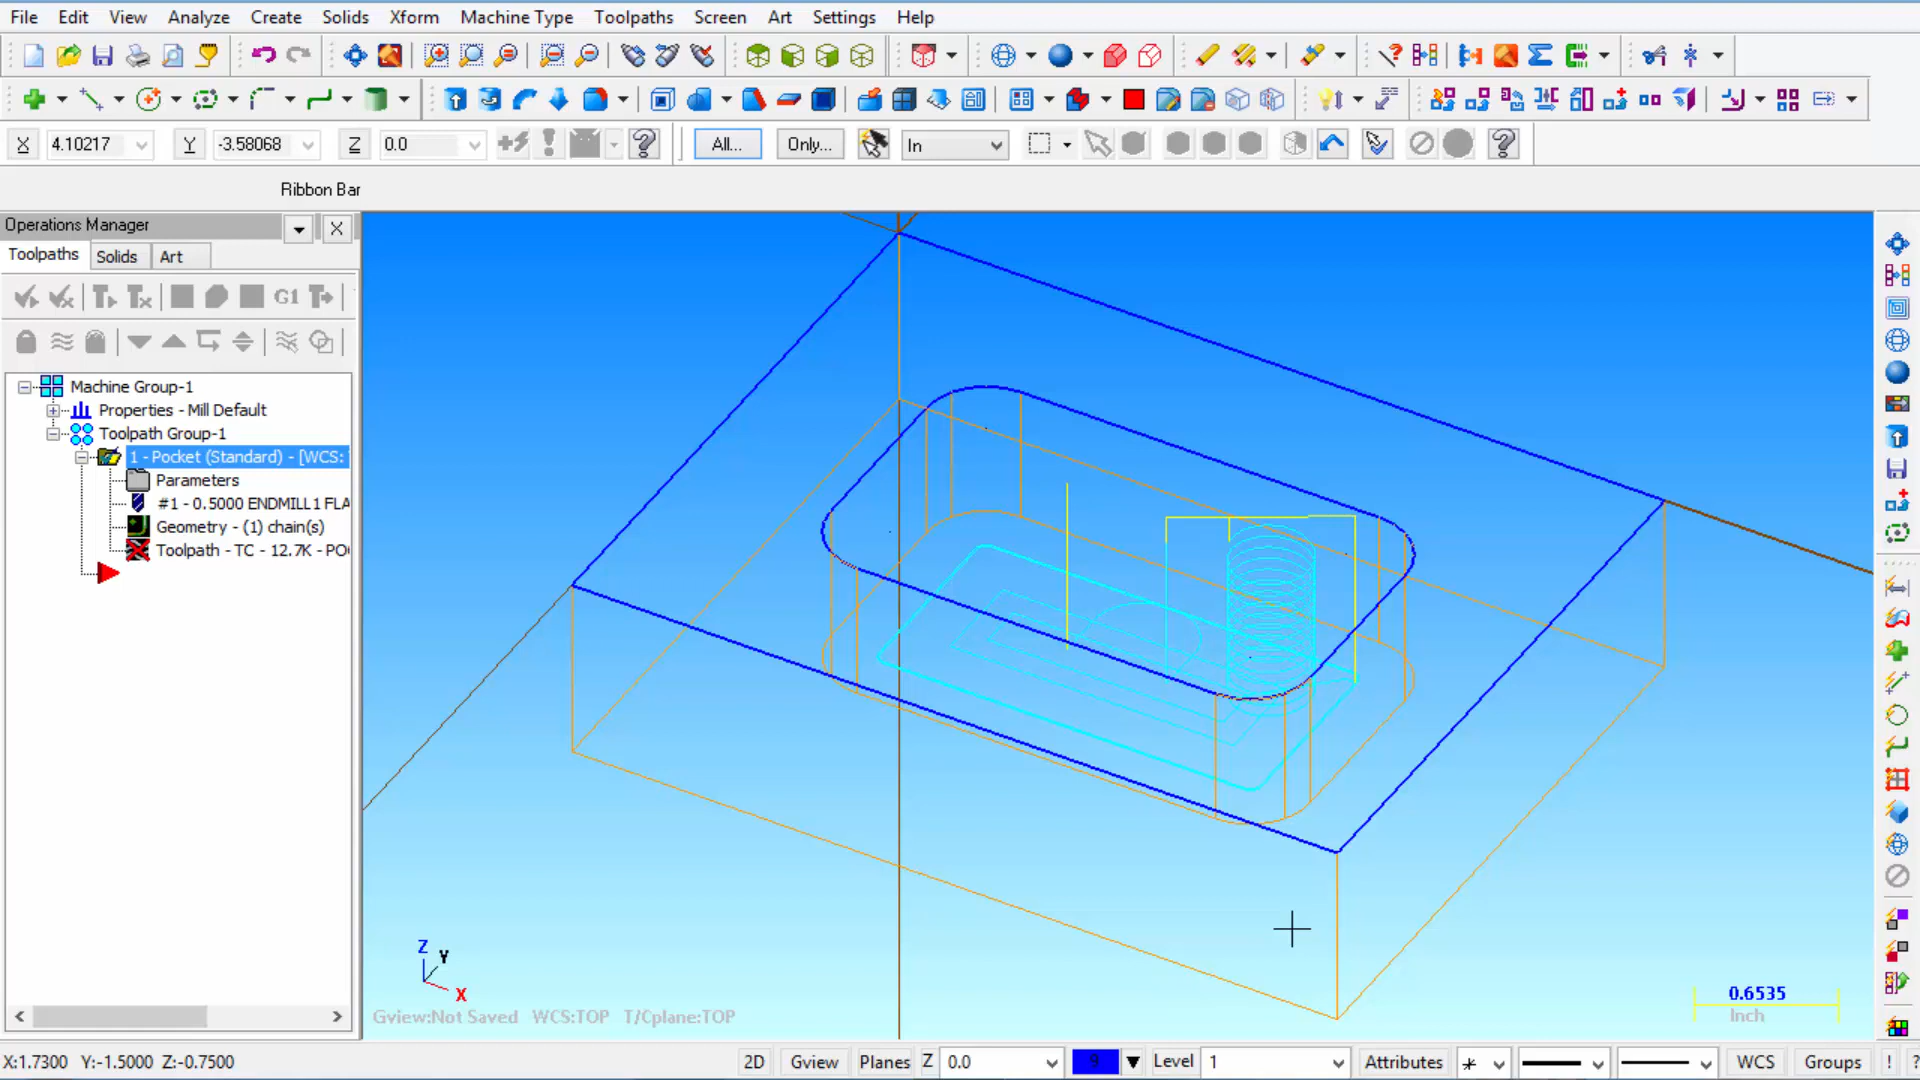 File Edit View Analyze Create Solids Xform Machine Type Toolpaths Screen Art Settings Help
X 4.10217 Y -3.58068 Z 0.0 All... Only... In
Ribbon Bar
Operations Manager
Toolpaths Solids Art
G1
Machine Group-1
Properties - Mill Default
Toolpath Group-1
1 - Pocket (Standard) - [WCS:
Parameters
#1 - 0.5000 ENDMILL1 FLA
Geometry - (1) chain(s)
Toolpath - TC - 12.7K - PO
Z
Y
X
Gview:Not Saved WCS:TOP T/Cplane:TOP
0.6535
Inch
X:1.7300 Y:-1.5000 Z:-0.7500 2D Gview Planes Z 0.0 9 Level 1 Attributes WCS Groups ! ?